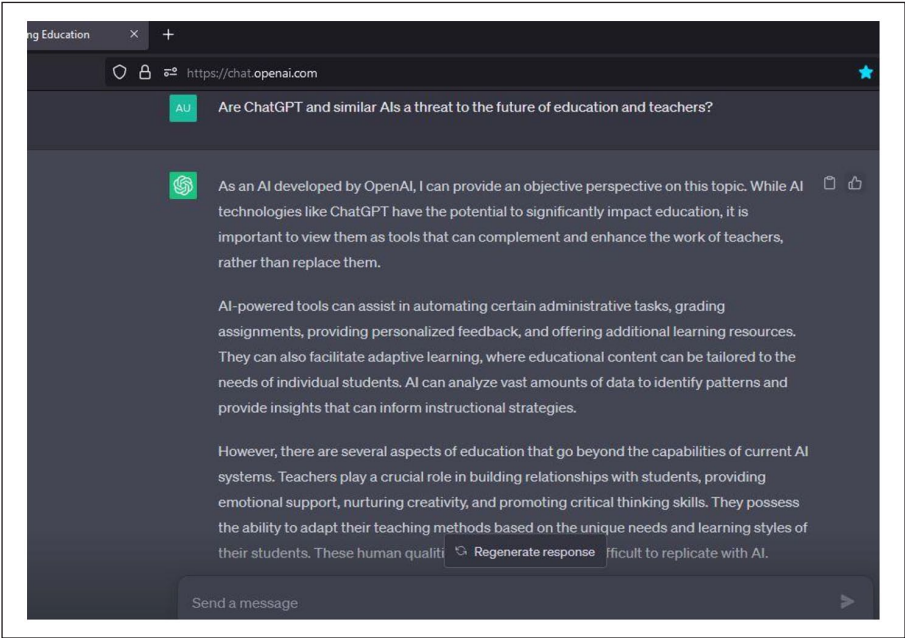 ng Education × +
https://chat.openai.com
AU Are ChatGPT and similar AIs a threat to the future of education and teachers?
As an AI developed by OpenAI, I can provide an objective perspective on this topic. While AI
technologies like ChatGPT have the potential to significantly impact education, it is
important to view them as tools that can complement and enhance the work of teachers,
rather than replace them.
AI-powered tools can assist in automating certain administrative tasks, grading
assignments, providing personalized feedback, and offering additional learning resources.
They can also facilitate adaptive learning, where educational content can be tailored to the
needs of individual students. AI can analyze vast amounts of data to identify patterns and
provide insights that can inform instructional strategies.
However, there are several aspects of education that go beyond the capabilities of current AI
systems. Teachers play a crucial role in building relationships with students, providing
emotional support, nurturing creativity, and promoting critical thinking skills. They possess
the ability to adapt their teaching methods based on the unique needs and learning styles of
their students. These human qualiti Regenerate response fficult to replicate with AI.
Send a message